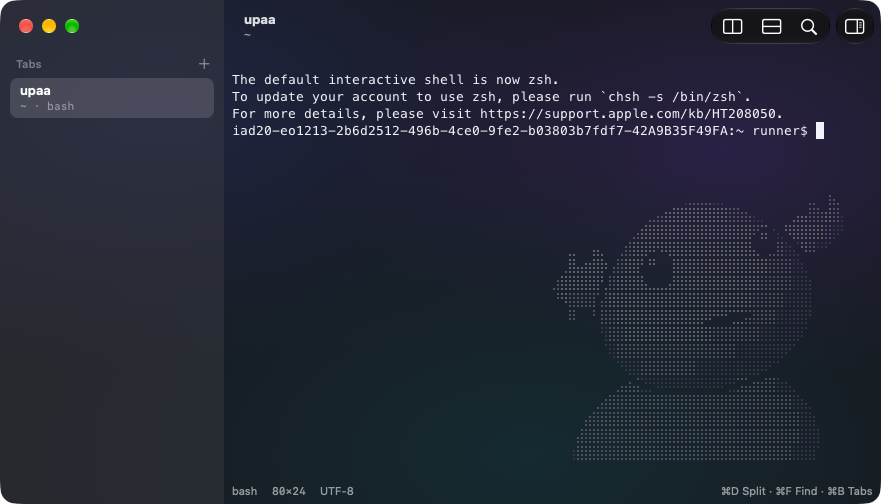 upaa
~
Tabs
upaa
~ · bash
The default interactive shell is now zsh.
To update your account to use zsh, please run `chsh -s /bin/zsh`.
For more details, please visit https://support.apple.com/kb/HT208050.
iad20-eo1213-2b6d2512-496b-4ce0-9fe2-b03803b7fdf7-42A9B35F49FA:~ runner$
bash 80×24 UTF-8
⌘D Split · ⌘F Find · ⌘B Tabs